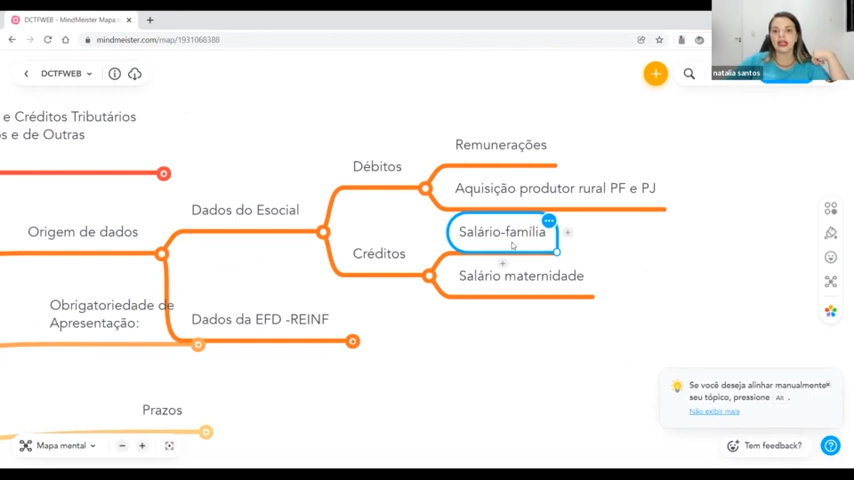 DCTFWEB - MindMeister Mapa m
mindmeister.com/map/1931068388
natalia santos
DCTFWEB
e Créditos Tributários
os e de Outras
Remunerações
Débitos
Aquisição produtor rural PF e PJ
Dados do Esocial
Salário-família
Origem de dados
Créditos
Salário maternidade
Obrigatoriedade de
Apresentação:
Dados da EFD -REINF
Prazos
Se você deseja alinhar manualmente
seu tópico, pressione Alt .
Não exibir mais
Mapa mental
Tem feedback?